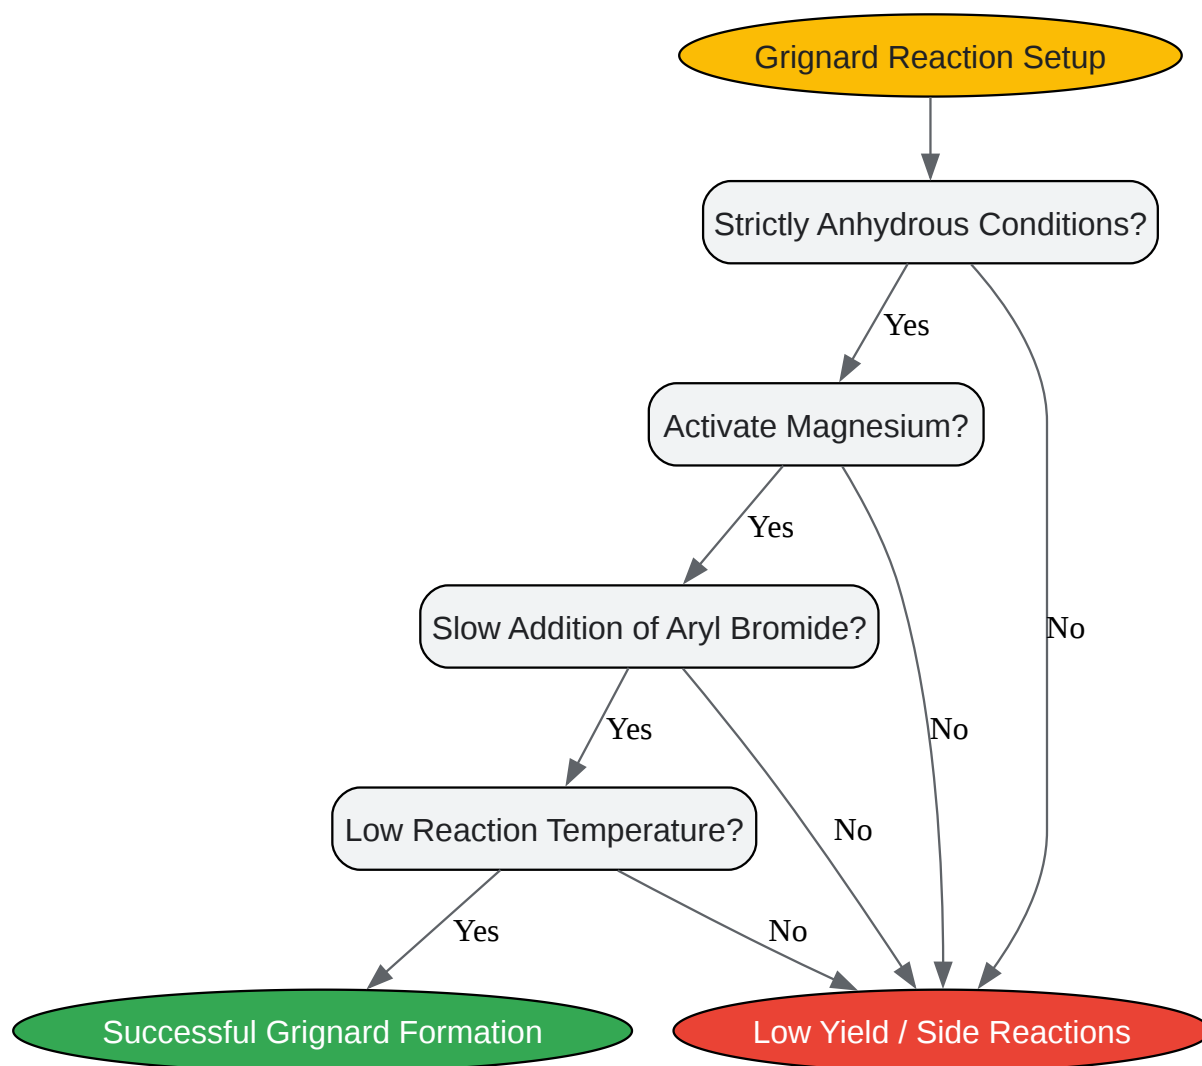 Grignard Reaction Setup
Strictly Anhydrous Conditions?
Yes
Activate Magnesium?
Yes
Slow Addition of Aryl Bromide?
No
Yes
No
Low Reaction Temperature?
No
Yes
No
Successful Grignard Formation
Low Yield / Side Reactions